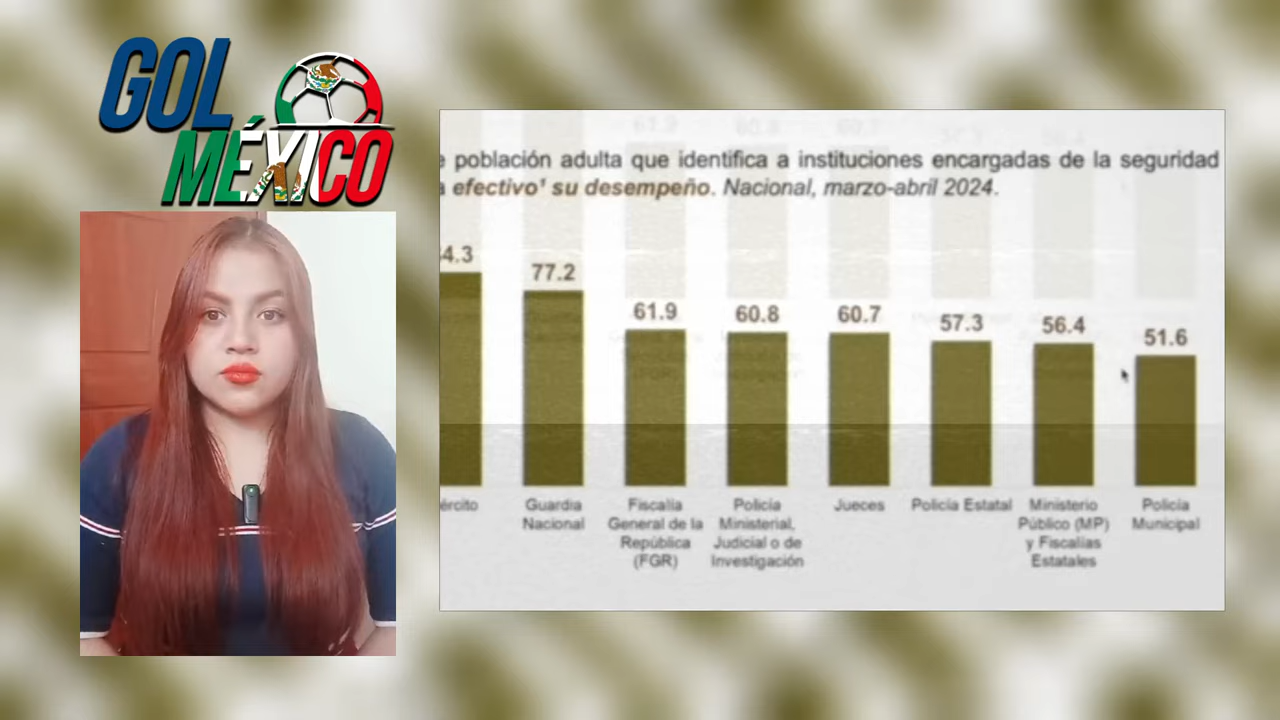 GOL
MÉXICO
e población adulta que identifica a instituciones encargadas de la seguridad
a efectivo¹ su desempeño. Nacional, marzo-abril 2024.
4.3
77.2
61.9
60.8
60.7
57.3
56.4
51.6
ército
Guardia
Nacional
Fiscalía
General de la
República
(FGR)
Policía
Ministerial,
Judicial o de
Investigación
Jueces
Policía Estatal
Ministerio
Público (MP)
y Fiscalías
Estatales
Policía
Municipal